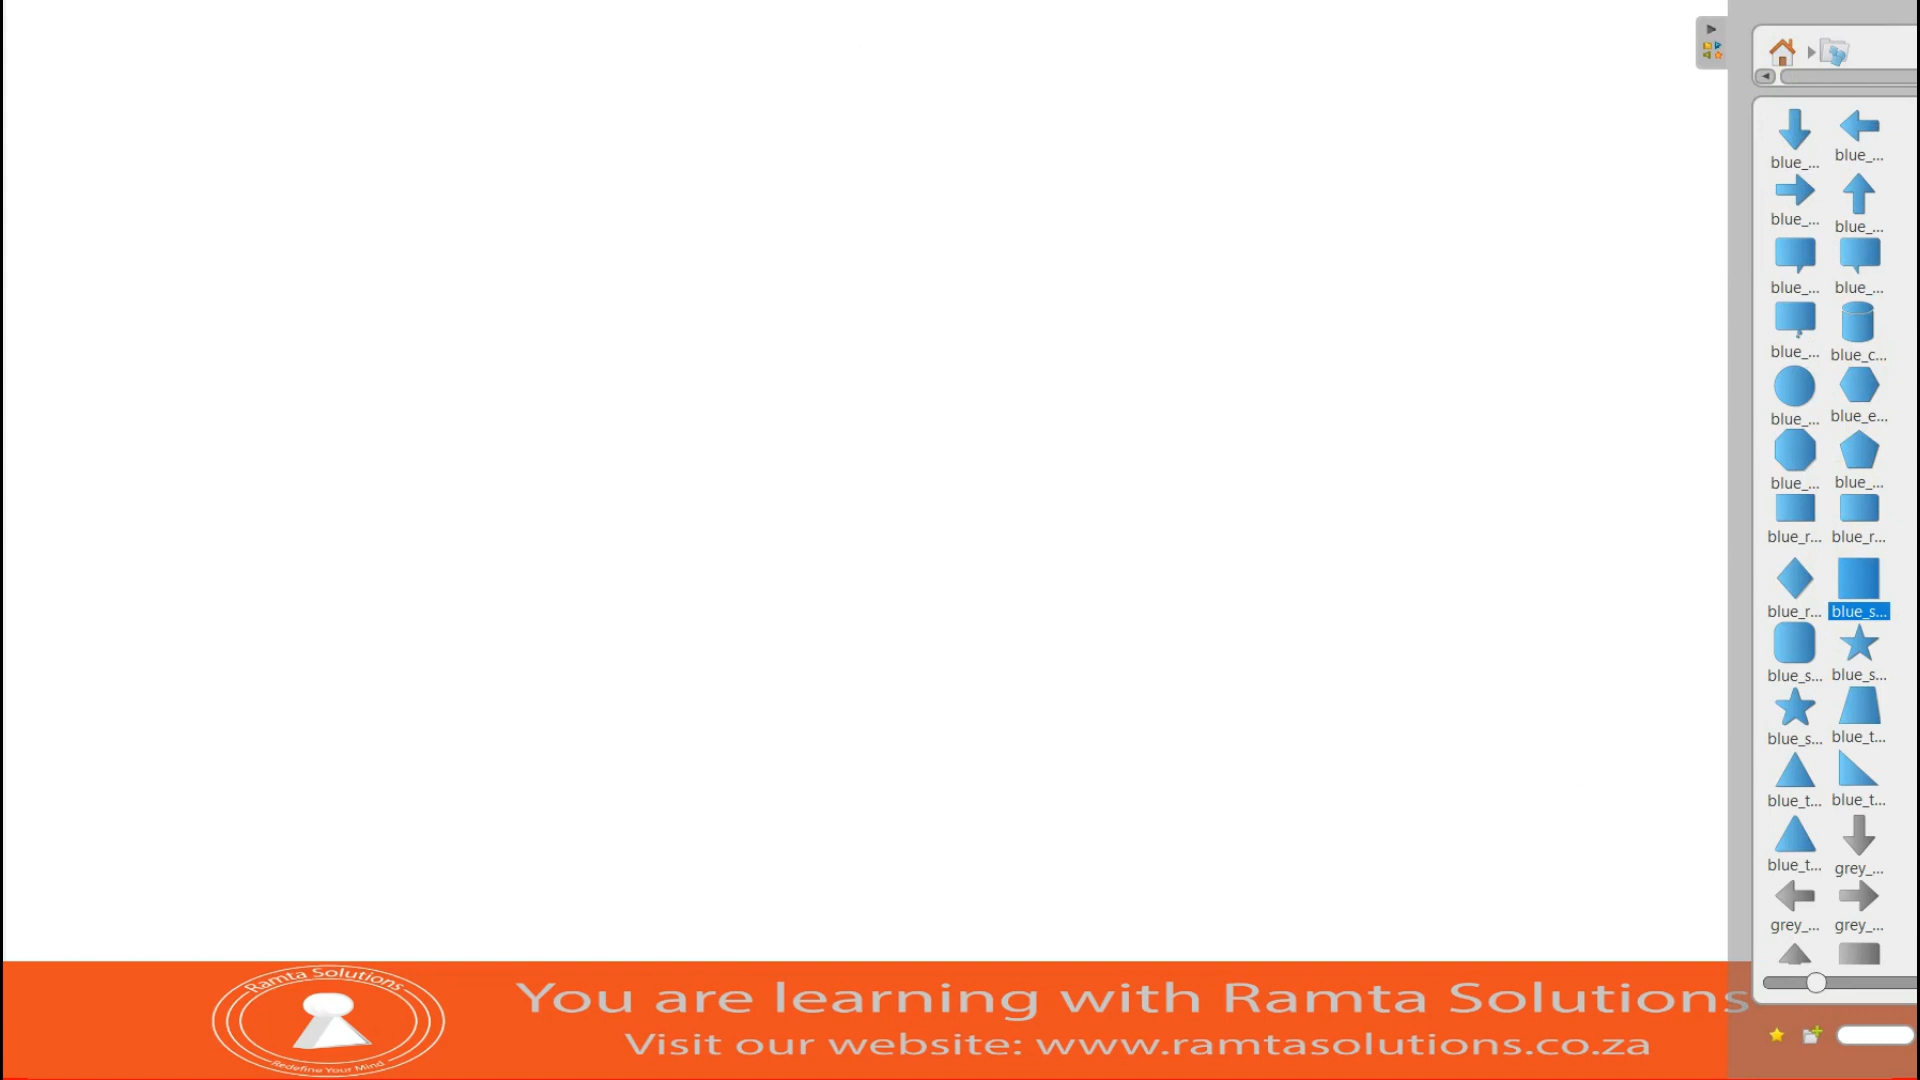 blue_... blue_...
blue_... blue_...
blue_... blue_...
blue_... blue_c...
blue_... blue_e...
blue_... blue_...
blue_r... blue_r...
blue_r... blue_s...
blue_s... blue_s...
blue_s... blue_t...
blue_t... blue_t...
blue_t... grey_...
grey_... grey_...
Ramta Solutions
Redefine Your Mind
You are learning with Ramta Solutions
Visit our website: www.ramtasolutions.co.za